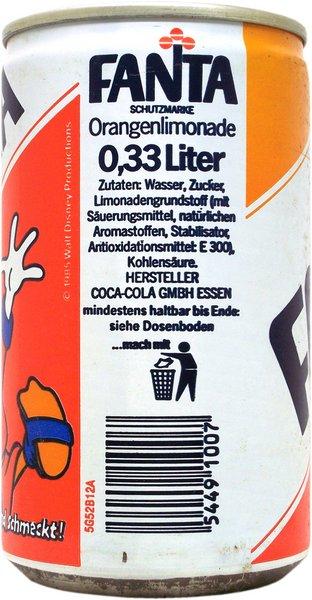 FANTA
SCHUTZMARKE
Orangenlimonade
0,33 Liter
Zutaten: Wasser, Zucker,
Limonadengrundstoff (mit
Säuerungsmittel, natürlichen
Aromastoffen, Stabilisator,
Antioxidationsmittel: E 300),
Kohlensäure.
HERSTELLER
COCA-COLA GMBH ESSEN
mindestens haltbar bis Ende:
siehe Dosenboden
...mach mit
5449 1007
5G52B12A
© 1985 Walt Disney Productions
schmeckt!